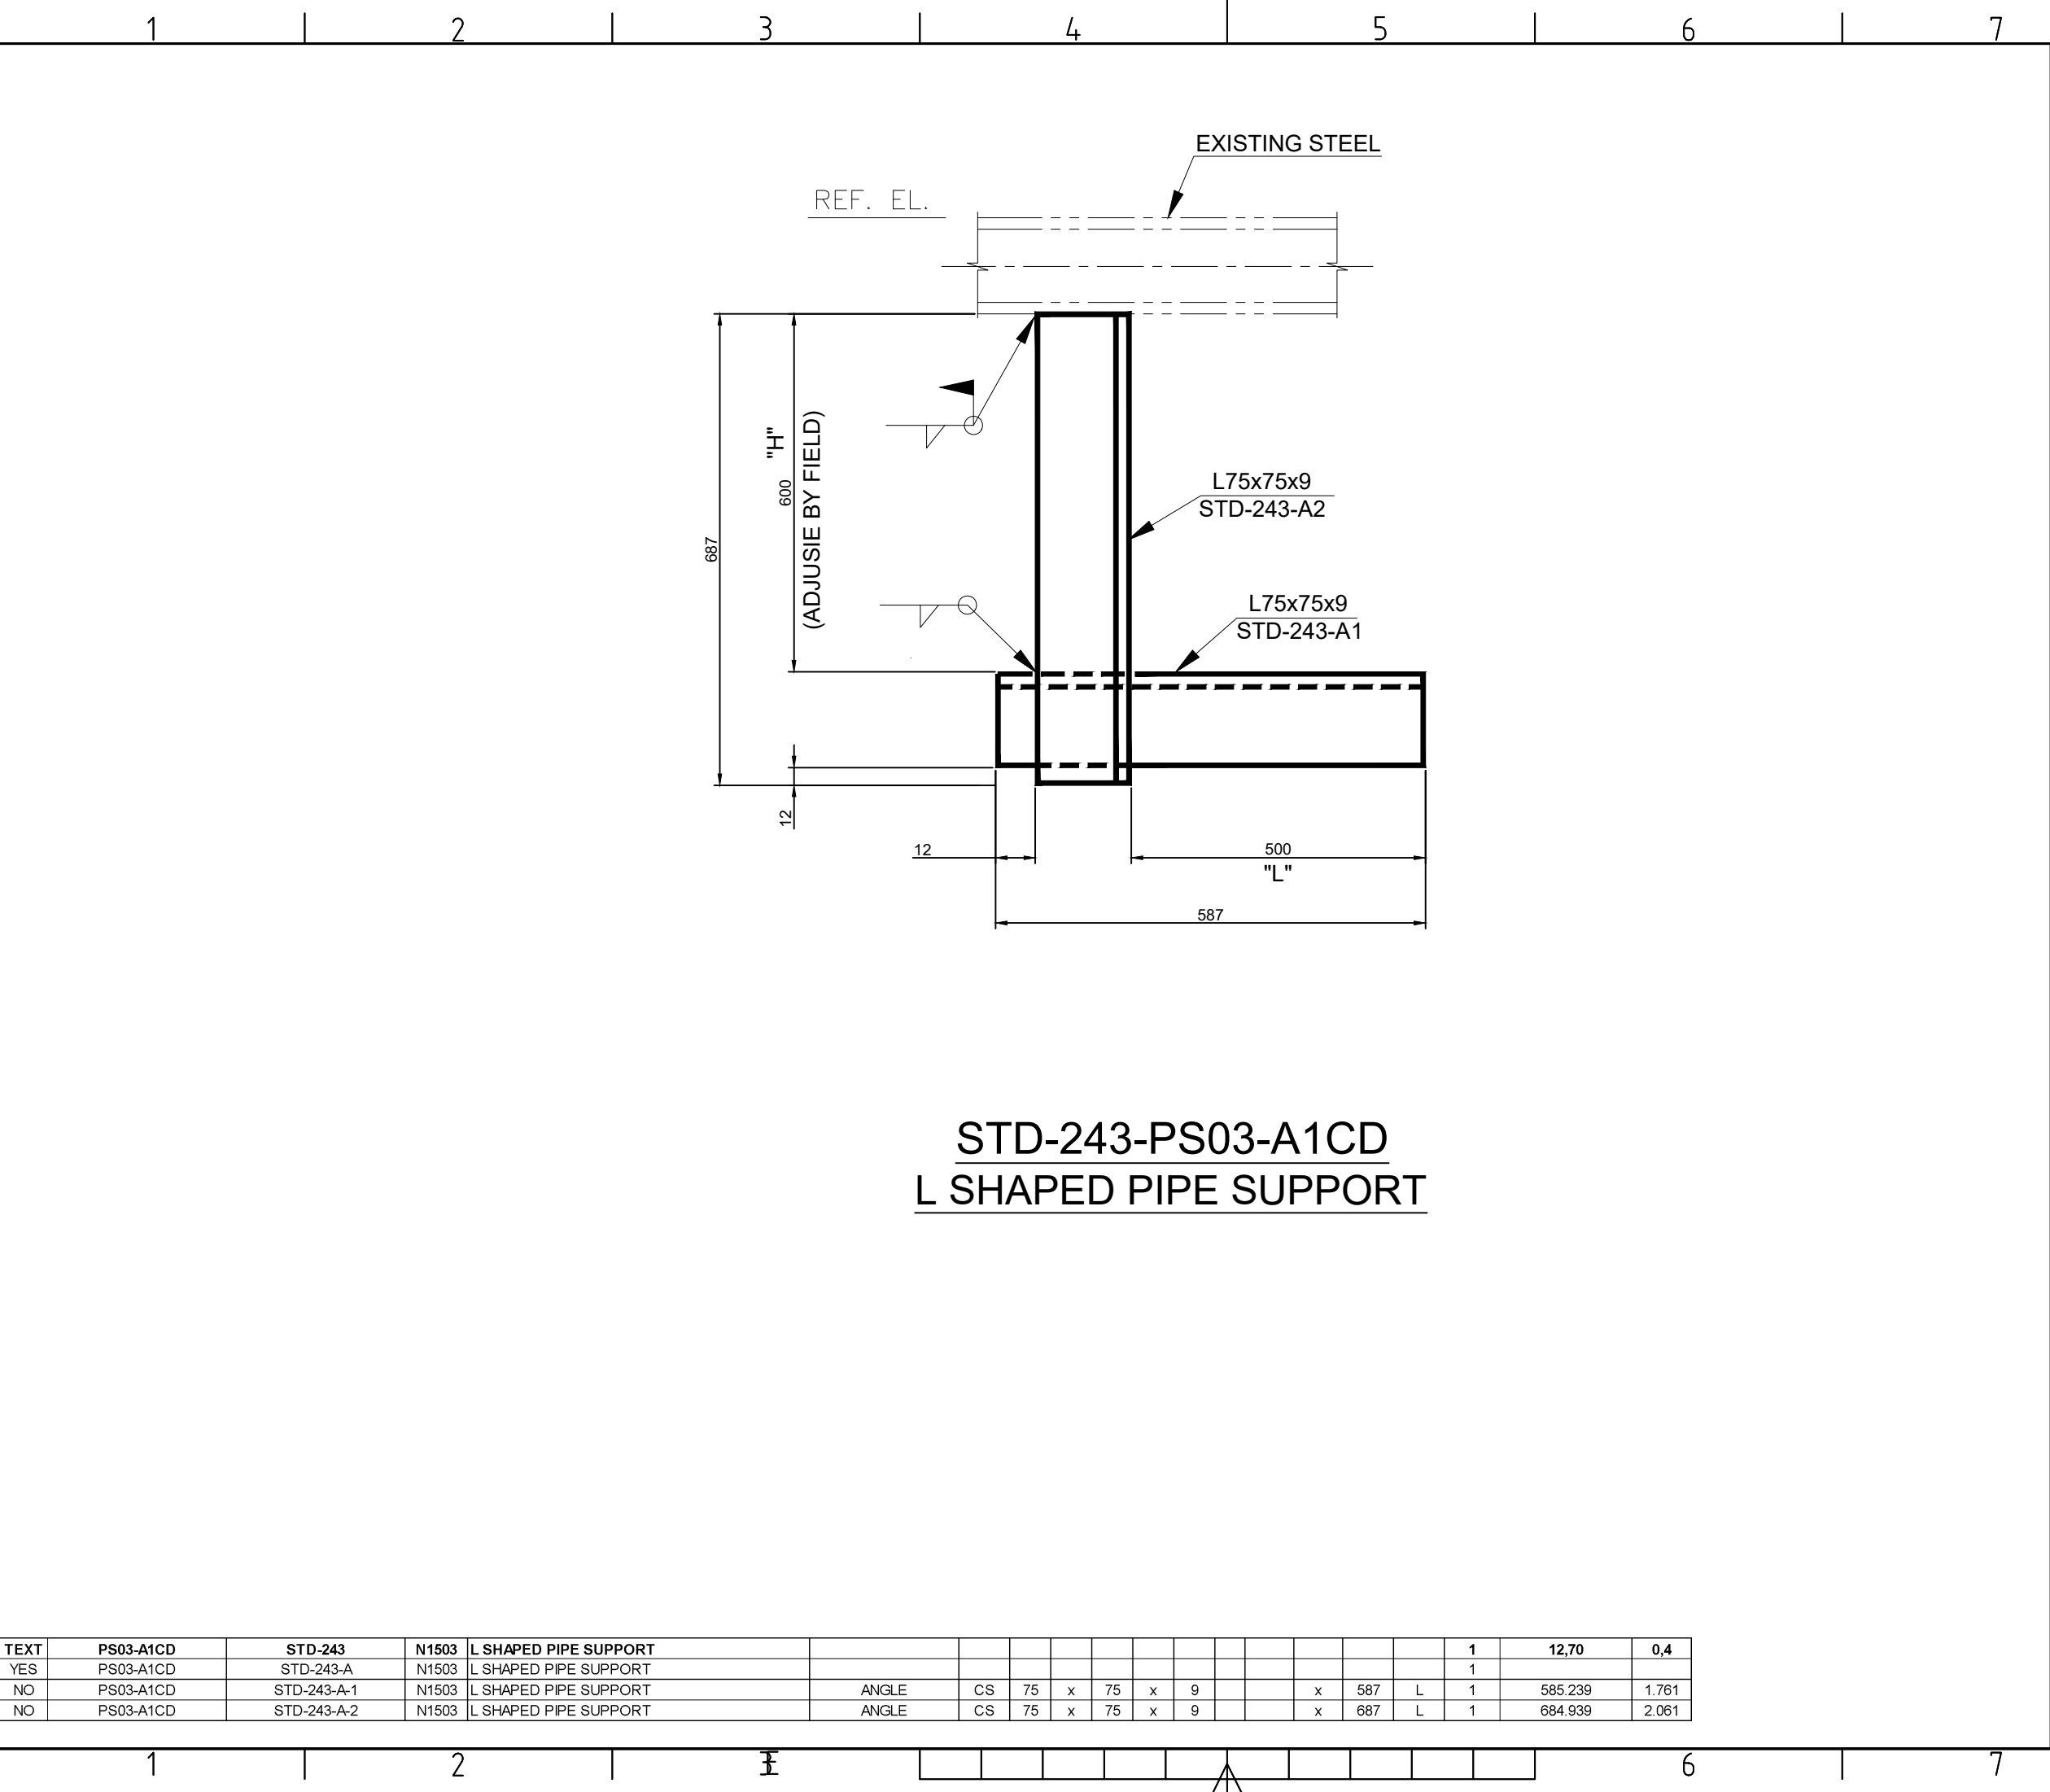 1 2 3 4 5 6 7
EXISTING STEEL
REF. EL.
"H"
600
(ADJUSIE BY FIELD)
687
L75x75x9
STD-243-A2
L75x75x9
STD-243-A1
12
12
500
"L"
587
STD-243-PS03-A1CD
L SHAPED PIPE SUPPORT
TEXT PS03-A1CD STD-243 N1503 L SHAPED PIPE SUPPORT 1 12,70 0,4
YES PS03-A1CD STD-243-A N1503 L SHAPED PIPE SUPPORT 1
NO PS03-A1CD STD-243-A-1 N1503 L SHAPED PIPE SUPPORT ANGLE CS 75 x 75 x 9 x 587 L 1 585.239 1.761
NO PS03-A1CD STD-243-A-2 N1503 L SHAPED PIPE SUPPORT ANGLE CS 75 x 75 x 9 x 687 L 1 684.939 2.061
1 2 3 6 7